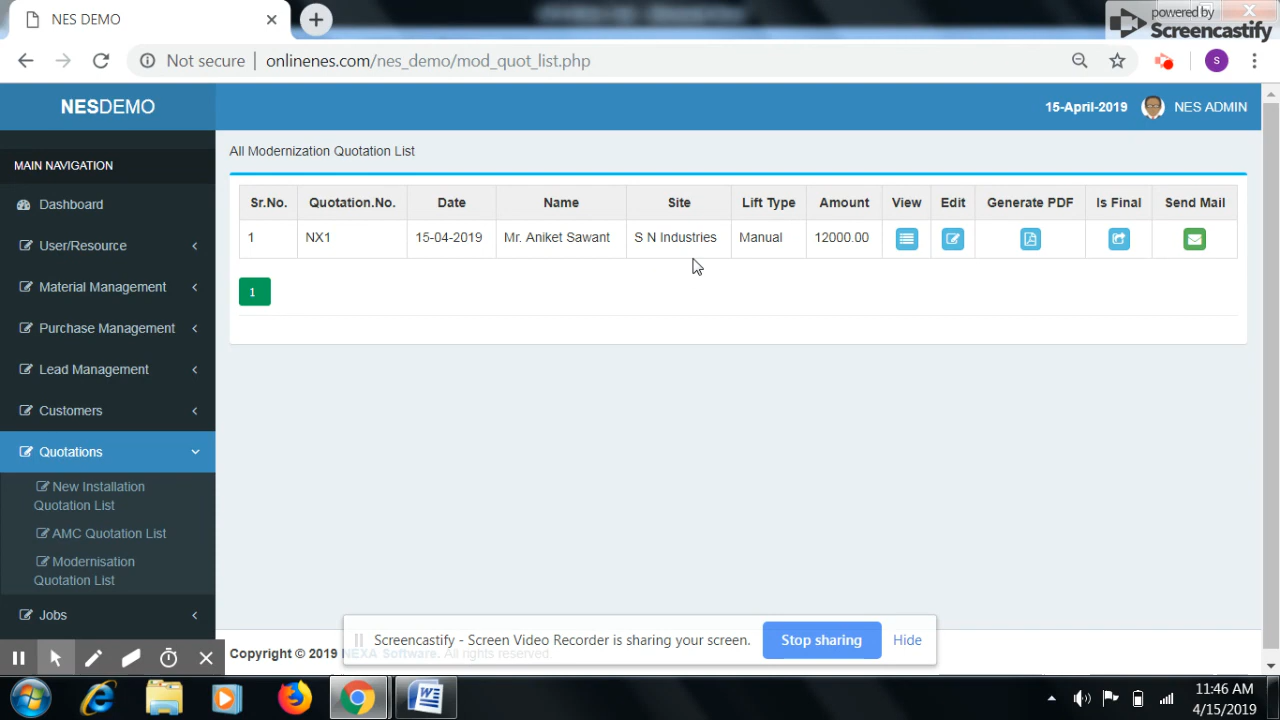 NES DEMO
powered by
Screencastify
Not secure
onlinenes.com/nes_demo/mod_quot_list.php
S
NESDEMO
15-April-2019 NES ADMIN
MAIN NAVIGATION
Dashboard
User/Resource
Material Management
Purchase Management
Lead Management
Customers
Quotations
New Installation
Quotation List
AMC Quotation List
Modernisation
Quotation List
Jobs
All Modernization Quotation List
Sr.No. Quotation.No. Date Name Site Lift Type Amount View Edit Generate PDF Is Final Send Mail
1 NX1 15-04-2019 Mr. Aniket Sawant S N Industries Manual 12000.00
1
Screencastify - Screen Video Recorder is sharing your screen. Stop sharing Hide
Copyright © 2019 NEXA Software. All rights reserved.
11:46 AM
4/15/2019